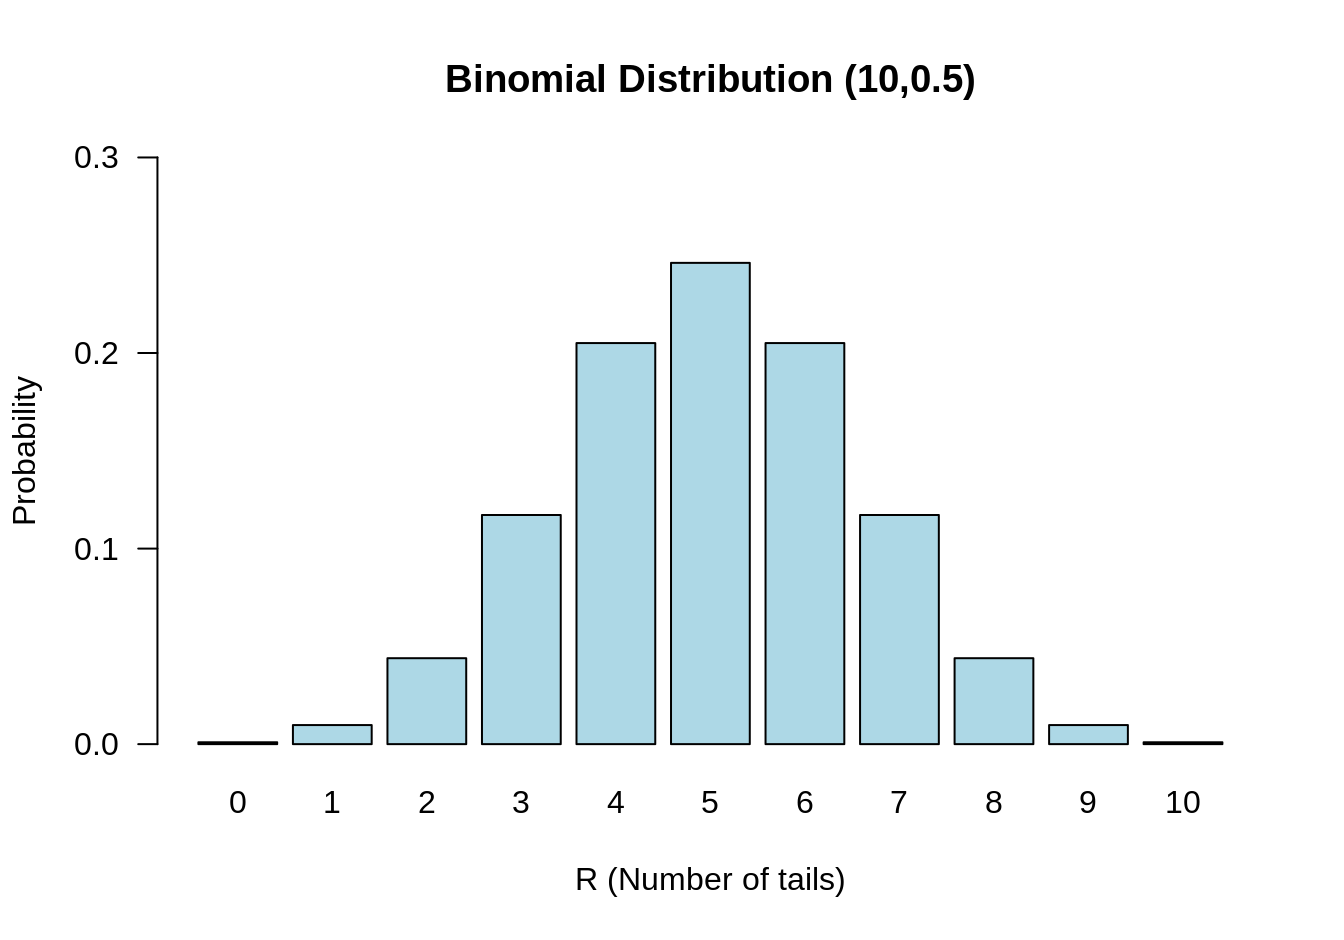 Binomial Distribution (10,0.5)
0.3
0.2
0.1
0.0
Probability
0 1 2 3 4 5 6 7 8 9 10
R (Number of tails)